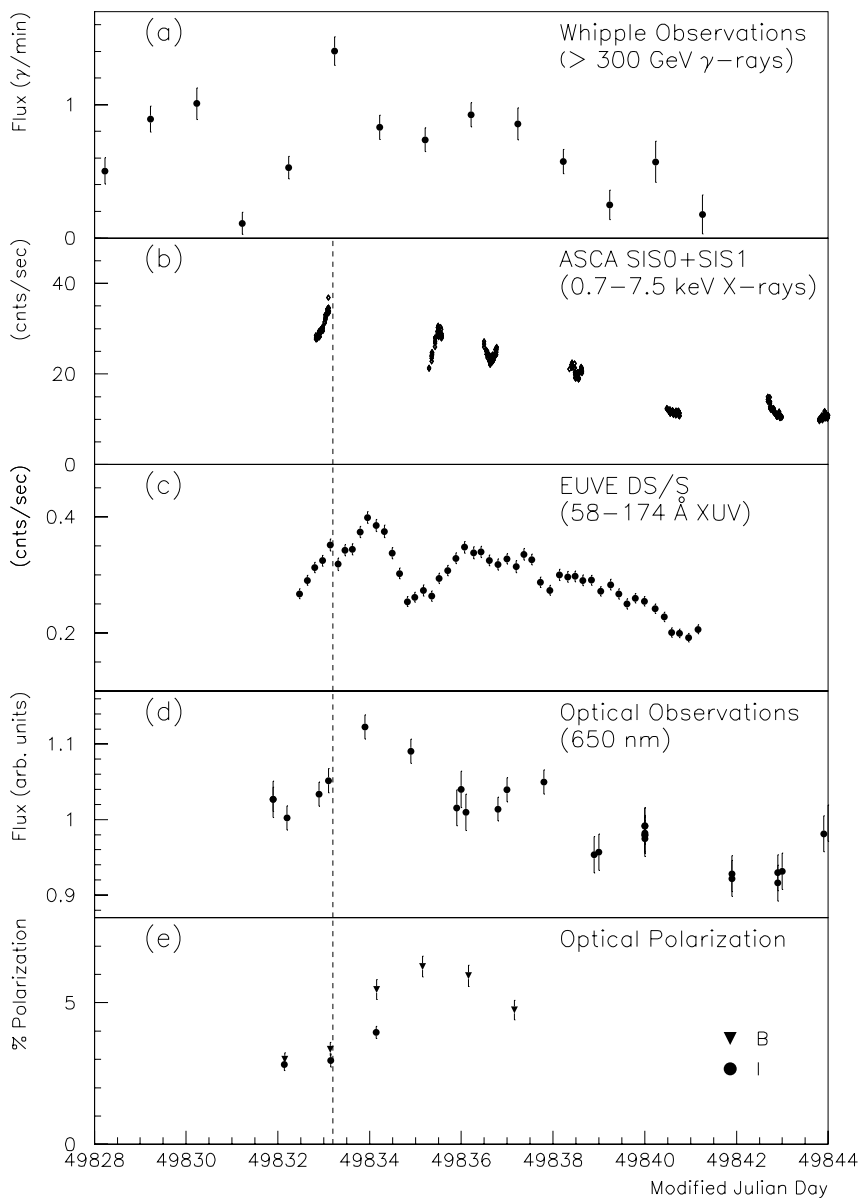 (a)
Whipple Observations
(> 300 GeV γ-rays)
Flux (γ/min)
1
0
(b)
ASCA SIS0+SIS1
(0.7-7.5 keV X-rays)
(cnts/sec)
40
20
0
(c)
EUVE DS/S
(58-174 Å XUV)
(cnts/sec)
0.4
0.2
(d)
Optical Observations
(650 nm)
Flux (arb. units)
1.1
1
0.9
(e)
Optical Polarization
% Polarization
5
0
B
I
49828 49830 49832 49834 49836 49838 49840 49842 49844
Modified Julian Day